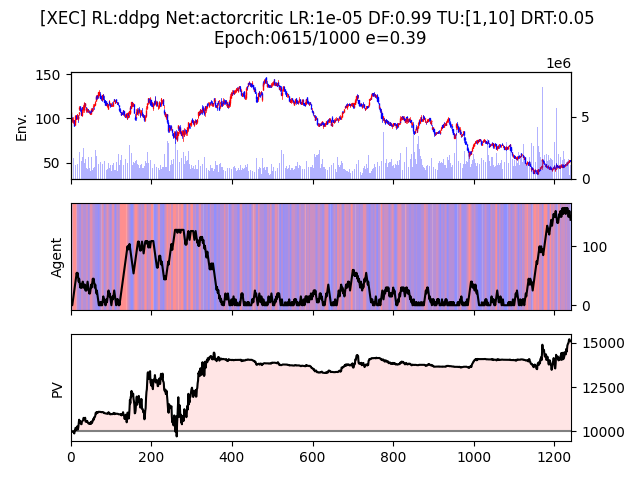 [XEC] RL:ddpg Net:actorcritic LR:1e-05 DF:0.99 TU:[1,10] DRT:0.05
Epoch:0615/1000 e=0.39
1e6
150
100
50
Env.
5
0
Agent
100
0
PV
15000
12500
10000
0 200 400 600 800 1000 1200